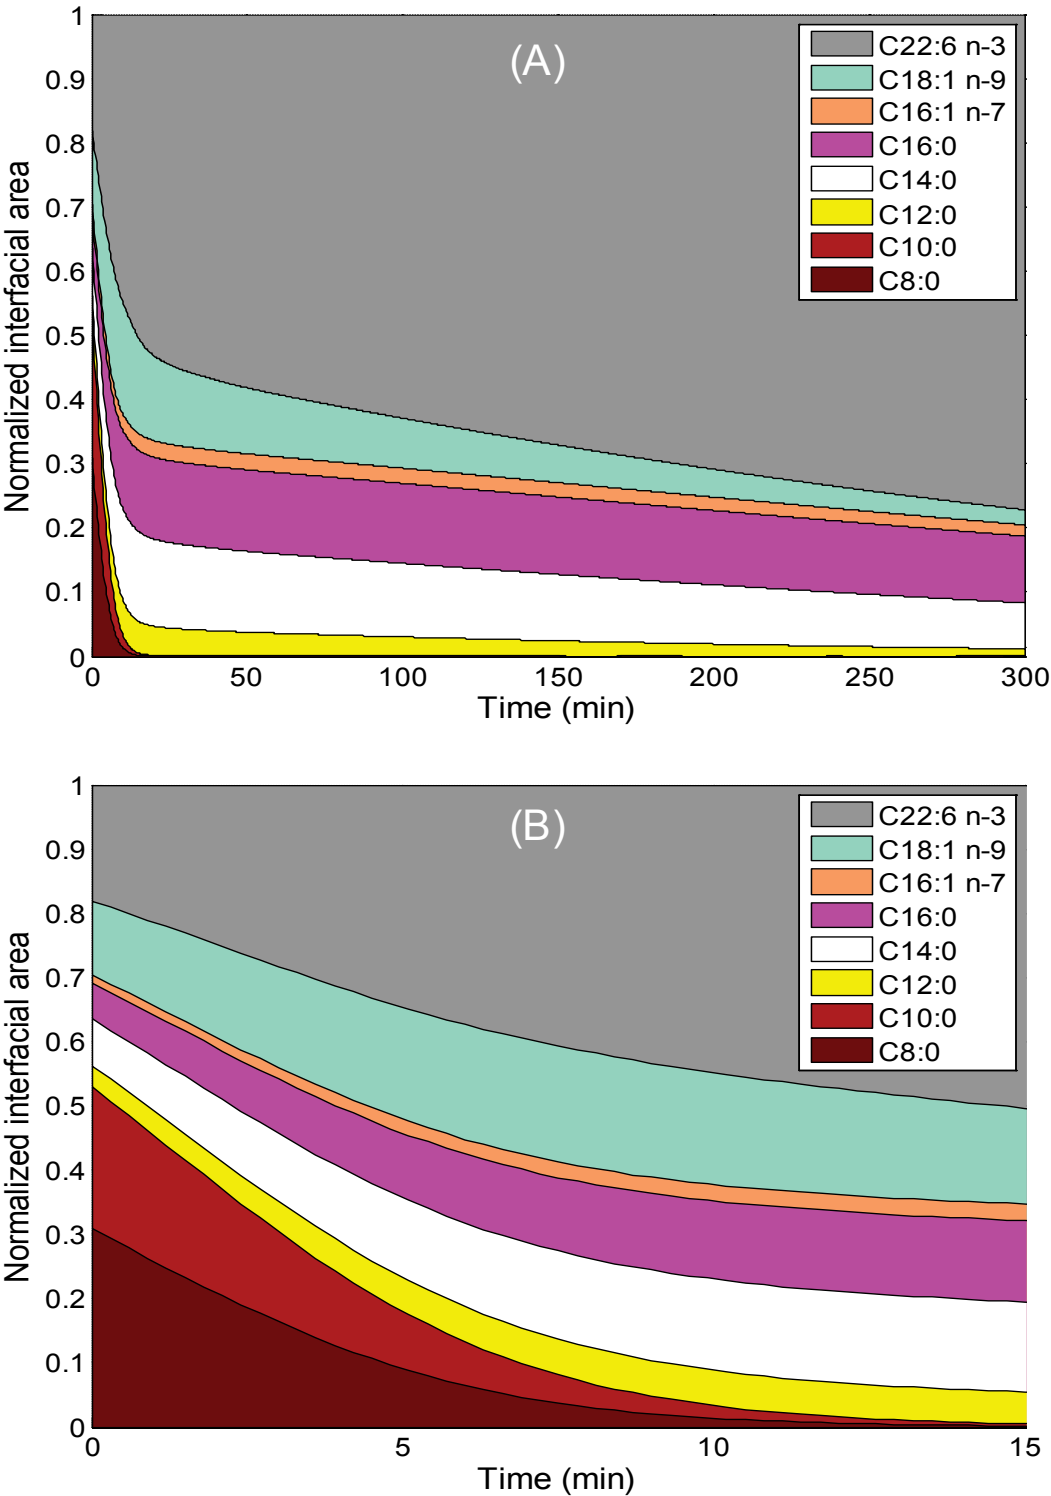 (A)
Normalized interfacial area
1
0.9
0.8
0.7
0.6
0.5
0.4
0.3
0.2
0.1
0
0 50 100 150 200 250 300
Time (min)
C22:6 n-3
C18:1 n-9
C16:1 n-7
C16:0
C14:0
C12:0
C10:0
C8:0
(B)
Normalized interfacial area
1
0.9
0.8
0.7
0.6
0.5
0.4
0.3
0.2
0.1
0
0 5 10 15
Time (min)
C22:6 n-3
C18:1 n-9
C16:1 n-7
C16:0
C14:0
C12:0
C10:0
C8:0